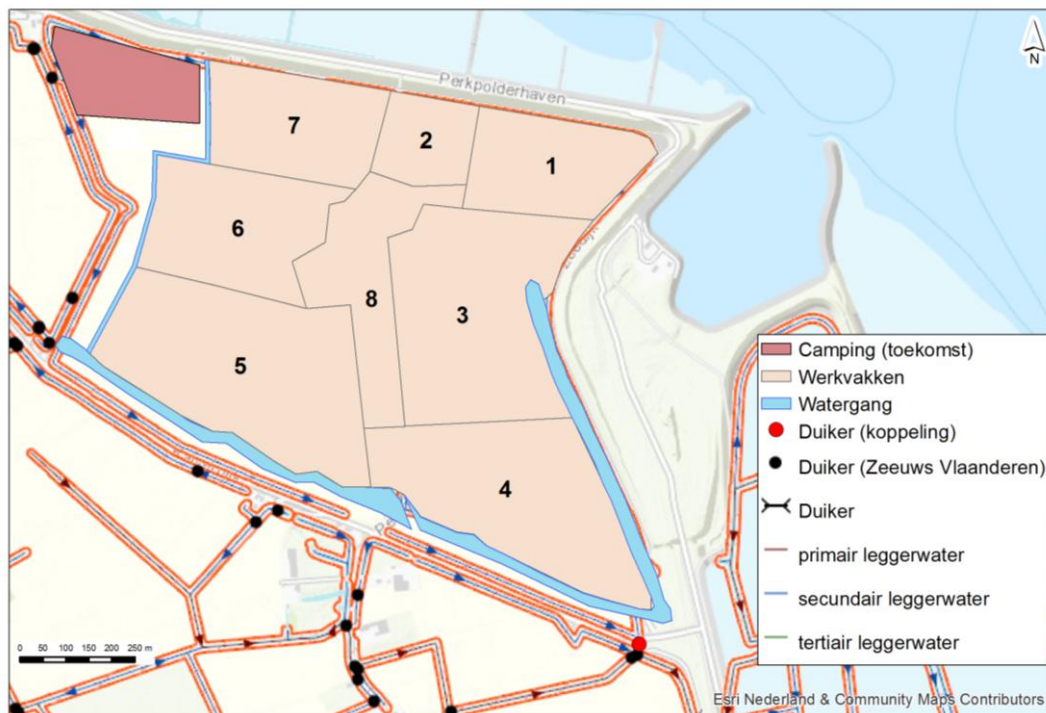 N
Perkpolderhaven
7
2
1
6
8
3
5
4
Camping (toekomst)
Werkvakken
Watergang
Duiker (koppeling)
Duiker (Zeeuws Vlaanderen)
Duiker
primair leggerwater
secundair leggerwater
tertiair leggerwater
0 50 100 150 200 250 m
Esri Nederland & Community Maps Contributors